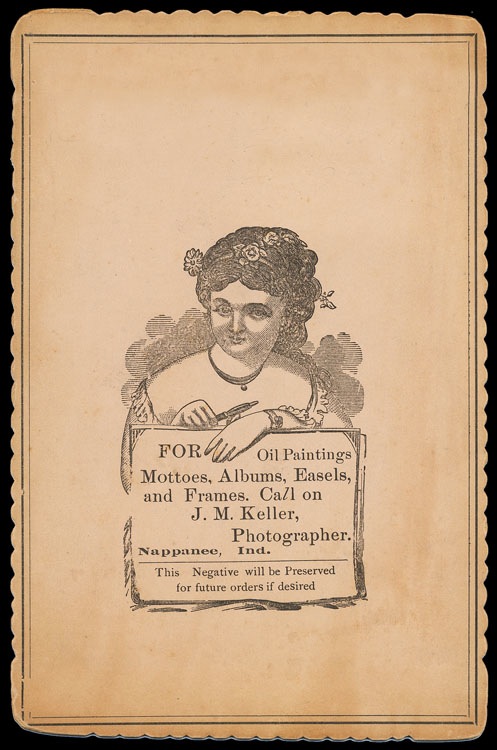 FOR Oil Paintings
Mottoes, Albums, Easels,
and Frames. Call on
J. M. Keller,
Photographer.
Nappanee, Ind.
This Negative will be Preserved
for future orders if desired